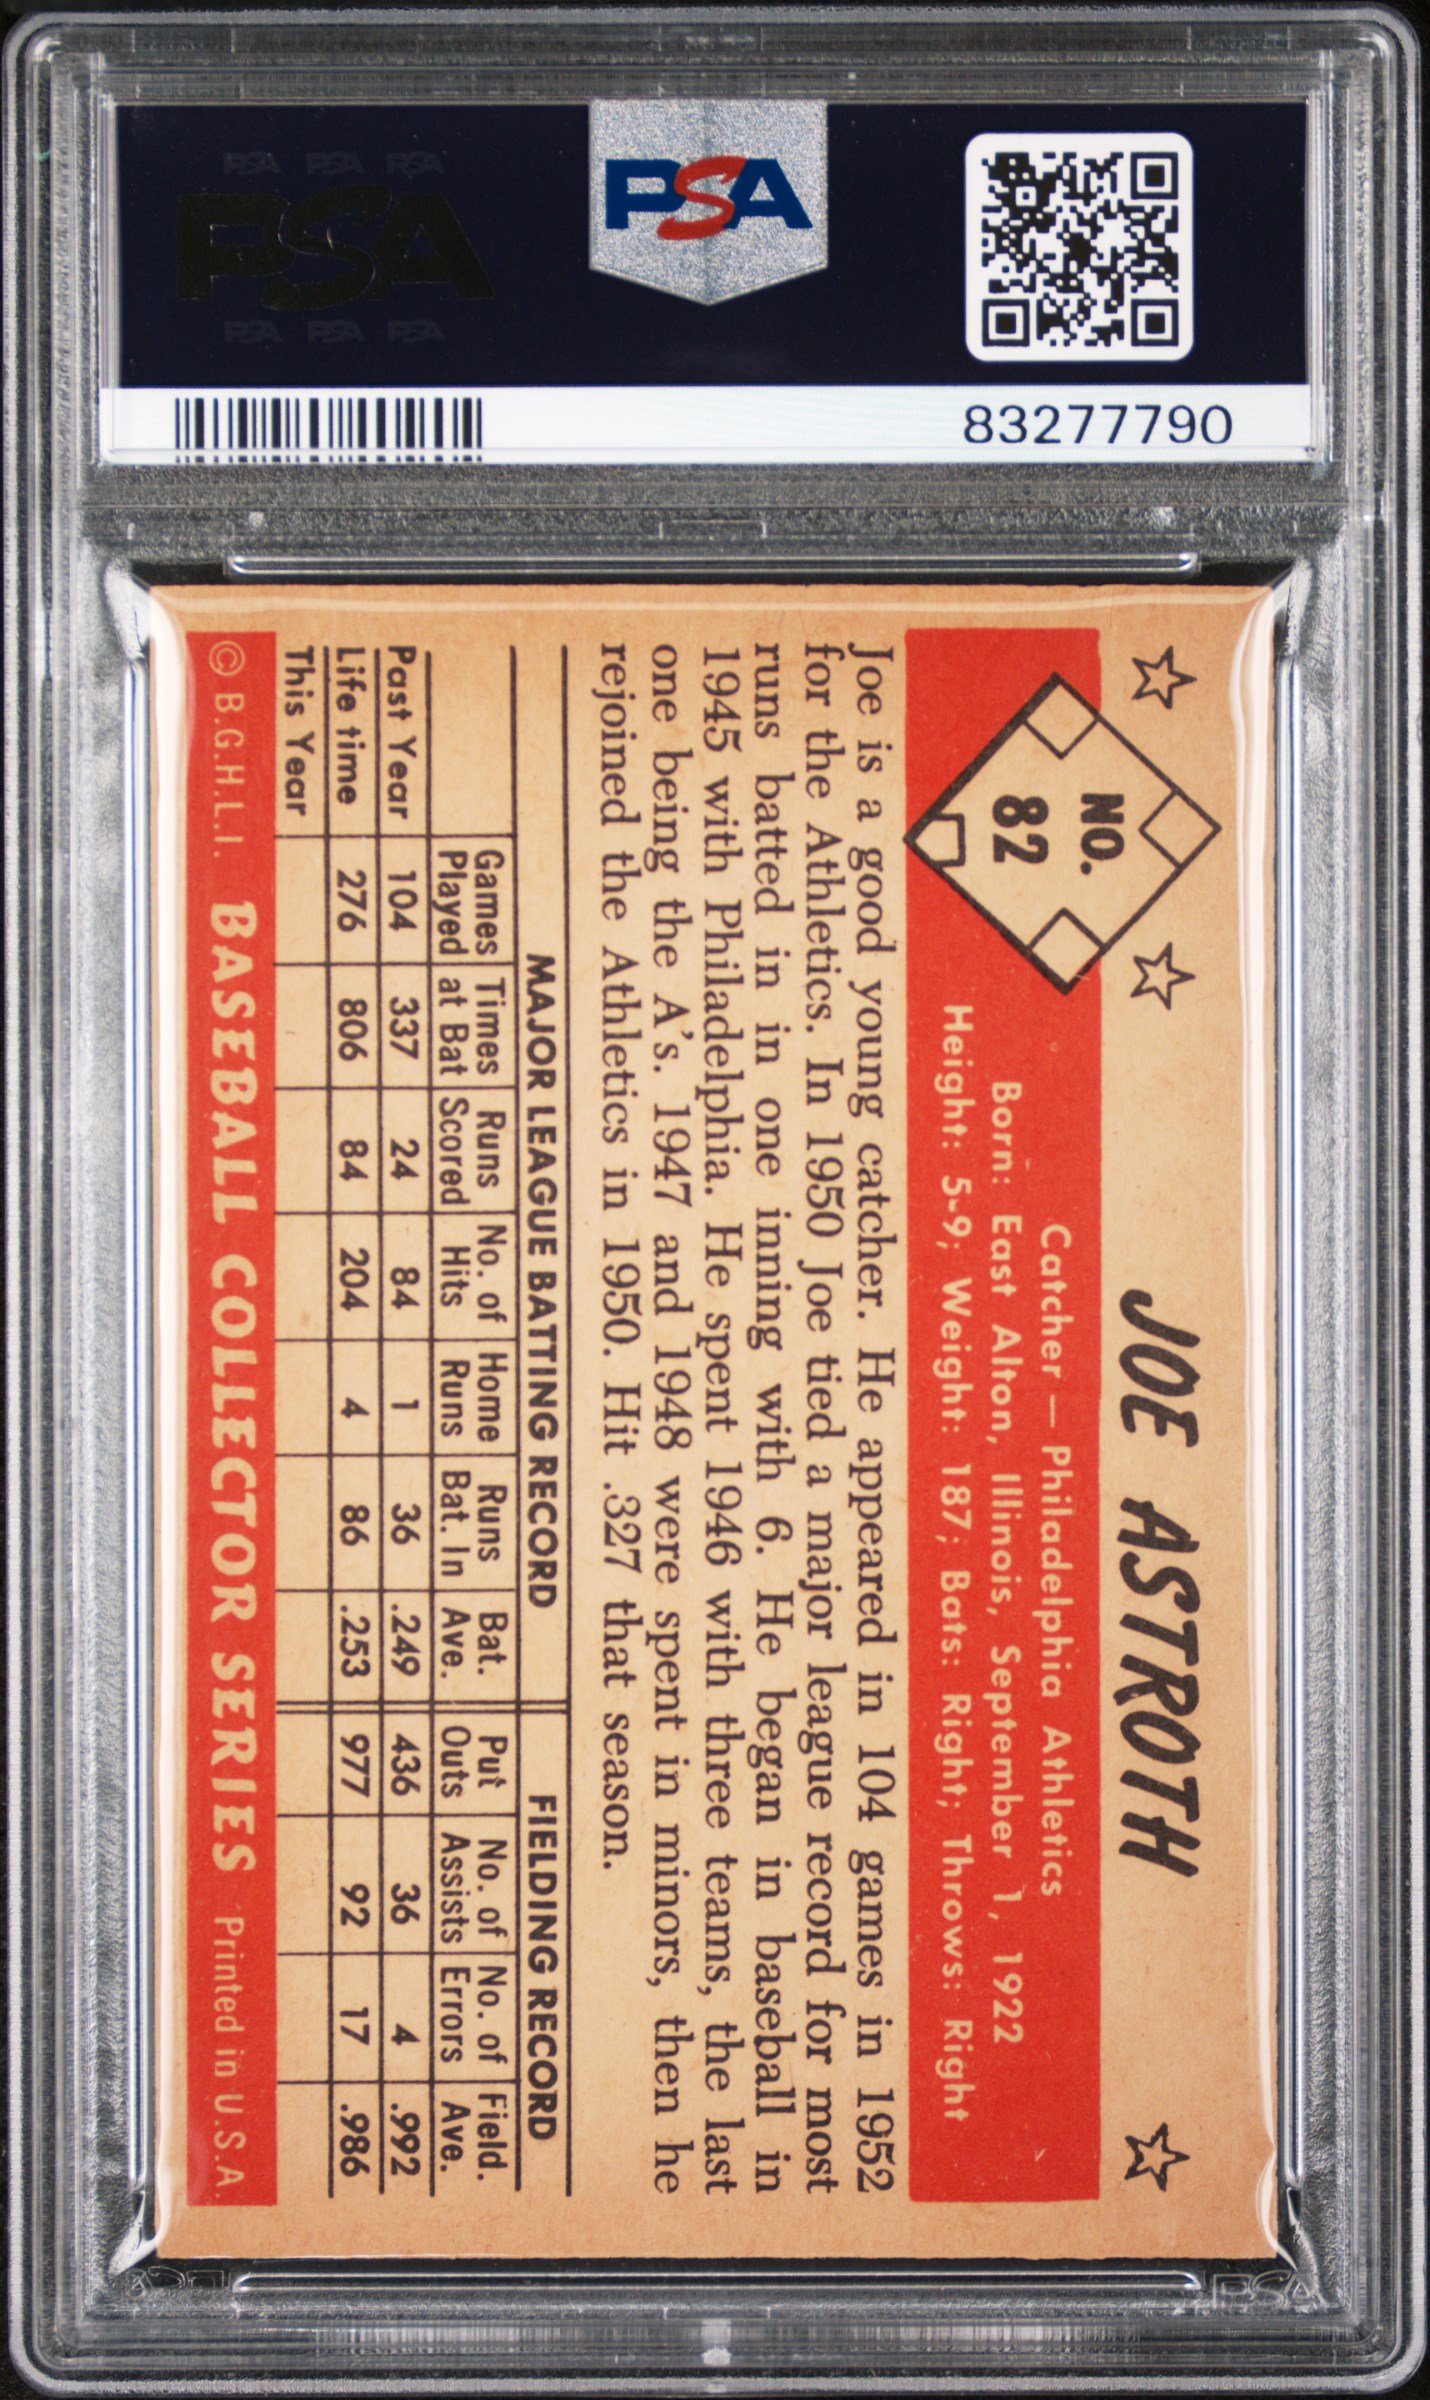 PSA PSA PSA
PSA
PSA PSA PSA
PSA
83277790
JOE ASTROTH
NO.
82
Catcher — Philadelphia Athletics
Born: East Alton, Illinois, September 1, 1922
Height: 5-9; Weight: 187; Bats: Right; Throws: Right
Joe is a good young catcher. He appeared in 104 games in 1952
for the Athletics. In 1950 Joe tied a major league record for most
runs batted in in one inning with 6. He began in baseball in
1945 with Philadelphia. He spent 1946 with three teams, the last
one being the A's. 1947 and 1948 were spent in minors, then he
rejoined the Athletics in 1950. Hit .327 that season.
MAJOR LEAGUE BATTING RECORD FIELDING RECORD
Games Times Runs No. of Home Runs Bat. Put No. of No. of Field.
Played at Bat Scored Hits Runs Bat. In Ave. Outs Assists Errors Ave.
Past Year 104 337 24 84 1 36 .249 436 36 4 .992
Life time 276 806 84 204 4 86 .253 977 92 17 .986
This Year
© B.G.H.L.I. BASEBALL COLLECTOR SERIES Printed in U.S.A.
PSA